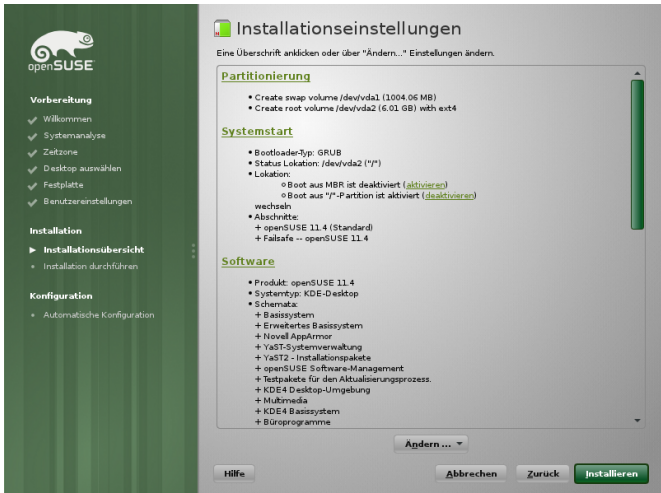 openSUSE
Vorbereitung
Willkommen
Systemanalyse
Zeitzone
Desktop auswählen
Festplatte
Benutzereinstellungen
Installation
Installationsübersicht
Installation durchführen
Konfiguration
Automatische Konfiguration
Installationseinstellungen
Eine Überschrift anklicken oder über "Ändern..." Einstellungen ändern.
Partitionierung
• Create swap volume /dev/vda1 (1004.06 MB)
• Create root volume /dev/vda2 (6.01 GB) with ext4
Systemstart
• Bootloader-Typ: GRUB
• Status Lokation: /dev/vda2 ("/")
• Lokation:
Boot aus MBR ist deaktiviert (aktivieren)
Boot aus "/"-Partition ist aktiviert (deaktivieren)
wechseln
• Abschnitte:
+ openSUSE 11.4 (Standard)
+ Failsafe -- openSUSE 11.4
Software
• Produkt: openSUSE 11.4
• Systemtyp: KDE-Desktop
• Schemata:
+ Basissystem
+ Erweitertes Basissystem
+ Novell AppArmor
+ YaST-Systemverwaltung
+ YaST2 - Installationspakete
+ openSUSE Software-Management
+ Testpakete für den Aktualisierungsprozess.
+ KDE4 Desktop-Umgebung
+ Multimedia
+ KDE4 Basissystem
+ Büroprogramme
Ändern ...
Hilfe
Abbrechen
Zurück
Installieren